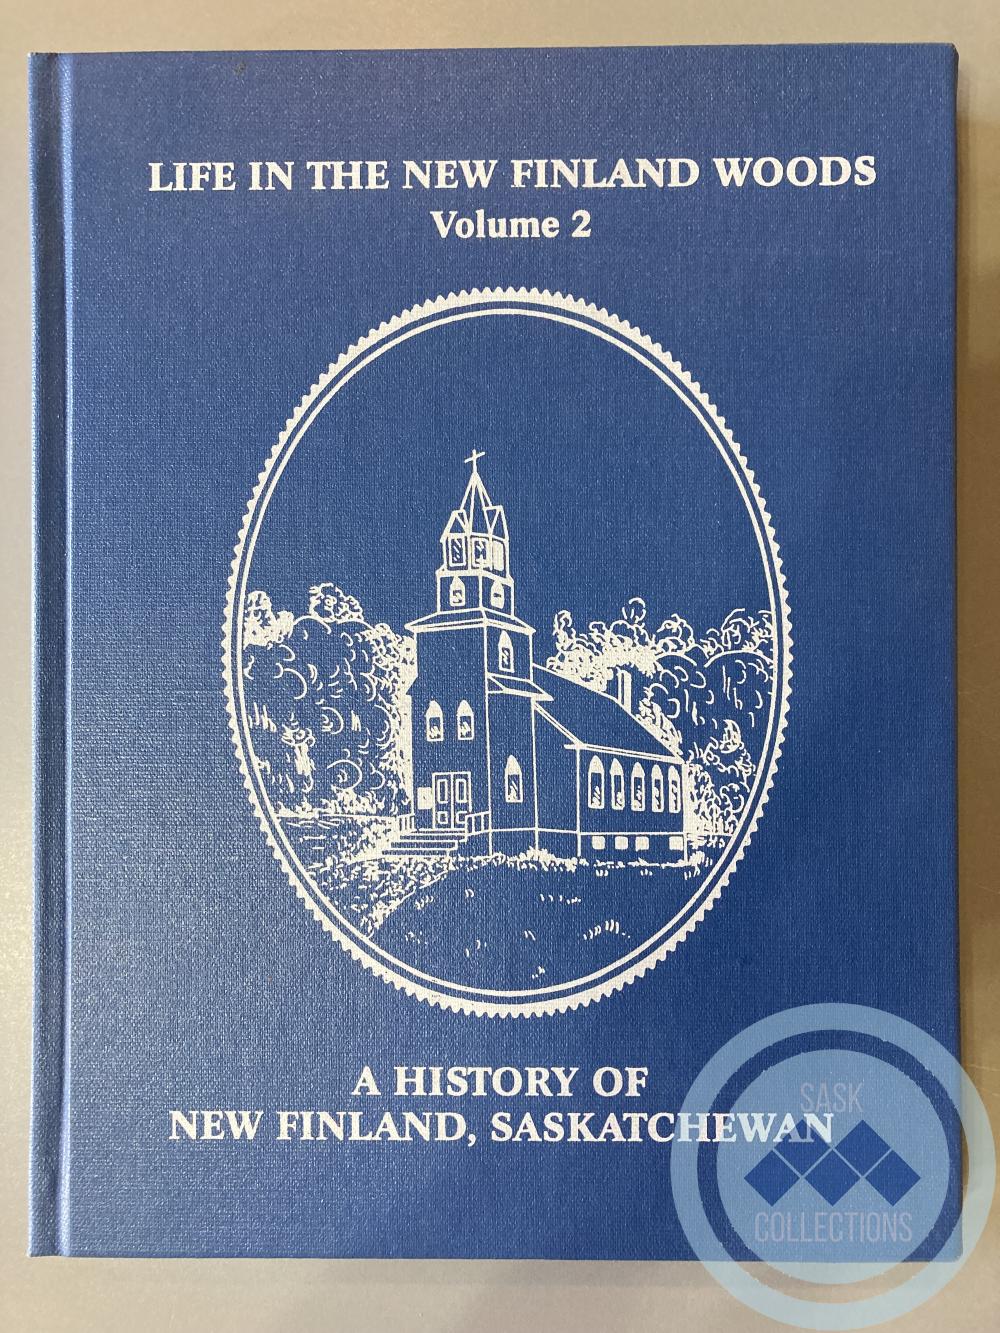 LIFE IN THE NEW FINLAND WOODS
Volume 2
A HISTORY OF
NEW FINLAND, SASKATCHEWAN
SASK
COLLECTIONS